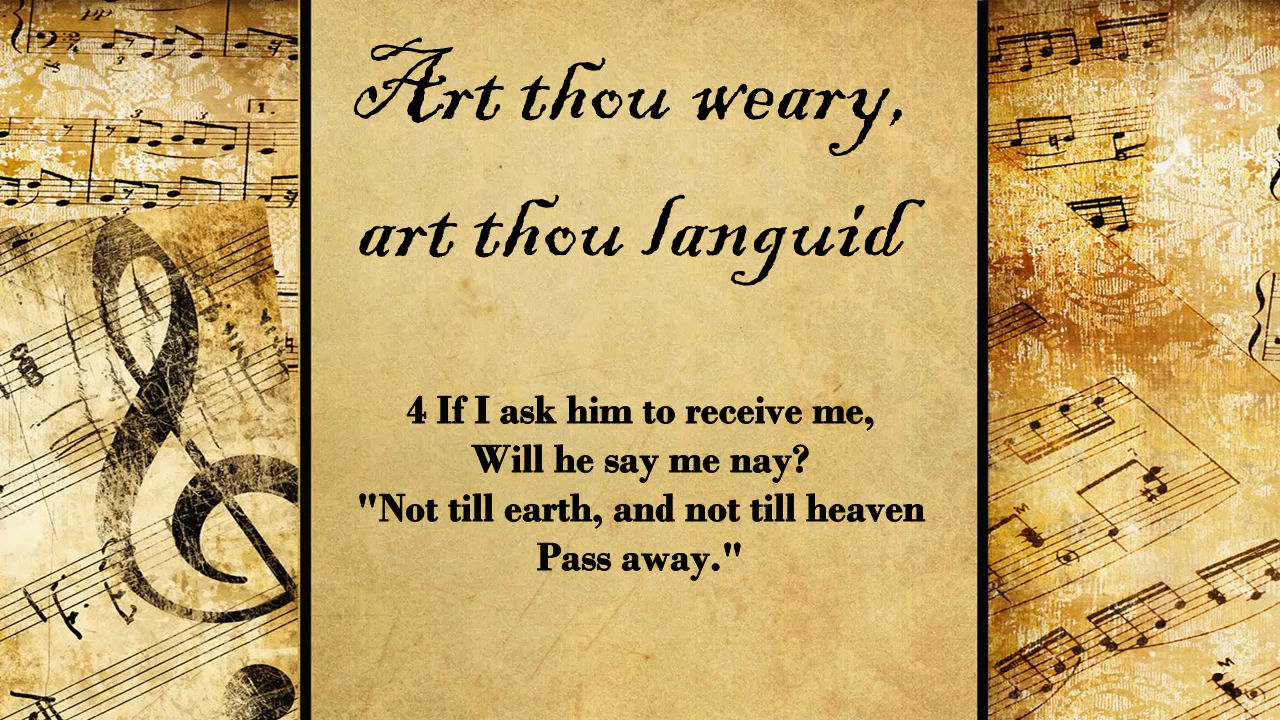 Art thou weary,
art thou languid
4 If I ask him to receive me,
Will he say me nay?
"Not till earth, and not till heaven
Pass away."